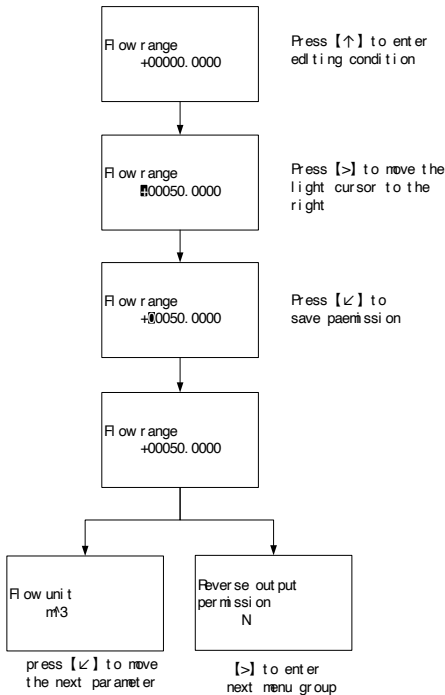 Flow range
+00000.0000
Press【↑】to enter
edlting condition
Flow range
+00050.0000
Press【>】to move the
light cursor to the
right
Flow range
+00050.0000
Press【↙】to
save paemission
Flow range
+00050.0000
Flow unit
m^3
Reverse output
permission
N
press【↙】to move
the next parameter
【>】to enter
next menu group